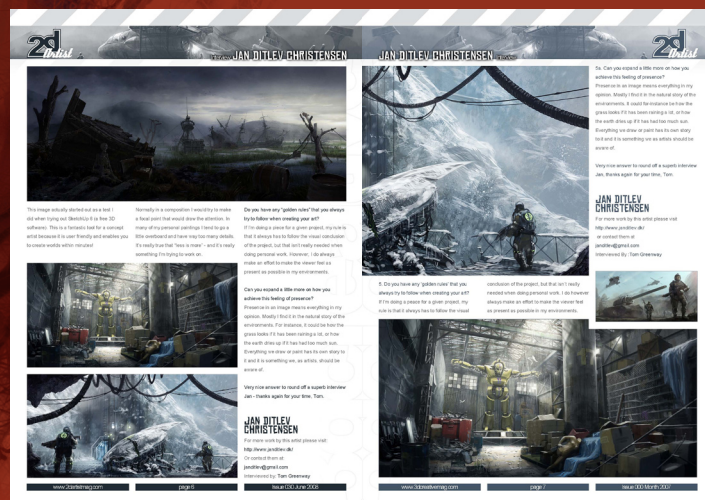 2d Artist
interview JAN DITLEV CHRISTENSEN
This image actually started out as a test I
did when trying out SketchUp 6 (a free 3D
software). This is a fantastic tool for a concept
artist because it is user friendly and enables you
to create worlds within minutes!
Normally in a composition I would try to make
a focal point that would draw the attention. In
many of my personal paintings I tend to go a
little overboard and have way too many details.
It's really true that "less is more" - and it's really
something I'm trying to work on.
Do you have any "golden rules" that you always
try to follow when creating your art?
If I'm doing a piece for a given project, my rule is
that it always has to follow the visual conclusion
of the project, but that isn't really needed when
doing personal work. However, I do always
make an effort to make the viewer feel as
present as possible in my environments.
Can you expand a little more on how you
achieve this feeling of presence?
Presence in an image means everything in my
opinion. Mostly I find it in the natural story of the
environments. For instance, it could be how the
grass looks if it has been raining a lot, or how
the earth dries up if it has had too much sun.
Everything we draw or paint has its own story to
it and it is something we, as artists, should be
aware of.
Very nice answer to round off a superb interview
Jan - thanks again for your time, Tom.
JAN DITLEV
CHRISTENSEN
For more work by this artist please visit:
http://www.janditlev.dk/
Or contact them at:
janditlev@gmail.com
Interviewed by: Tom Greenway
www.2dartistmag.com
page 6
issue 030 June 2008
JAN DITLEV CHRISTENSEN interview
2d Artist
5a. Can you expand a little more on how you
achieve this feeling of presence?
Presence in an image means everything in my
opinion. Mostly I find it in the natural story of the
environments. It could for instance be how the
grass looks if it has been raining a lot, or how
the earth dries up if it has had too much sun.
Everything we draw or paint has its own story
to it and it is something we as artists should be
aware of.
Very nice answer to round off a superb interview
Jan, thanks again for your time, Tom.
JAN DITLEV
CHRISTENSEN
For more work by this artist please visit
http://www.janditlev.dk/
or contact them at
janditlev@gmail.com
Interviewed By: Tom Greenway
5. Do you have any 'golden rules' that you
always try to follow when creating your art?
If I'm doing a peace for a given project, my
rule is that it always has to follow the visual
conclusion of the project, but that isn't really
needed when doing personal work. I do however
always make an effort to make the viewer feel
as present as possible in my environments.
www.3dcreativemag.com
page 7
issue 000 Month 2007